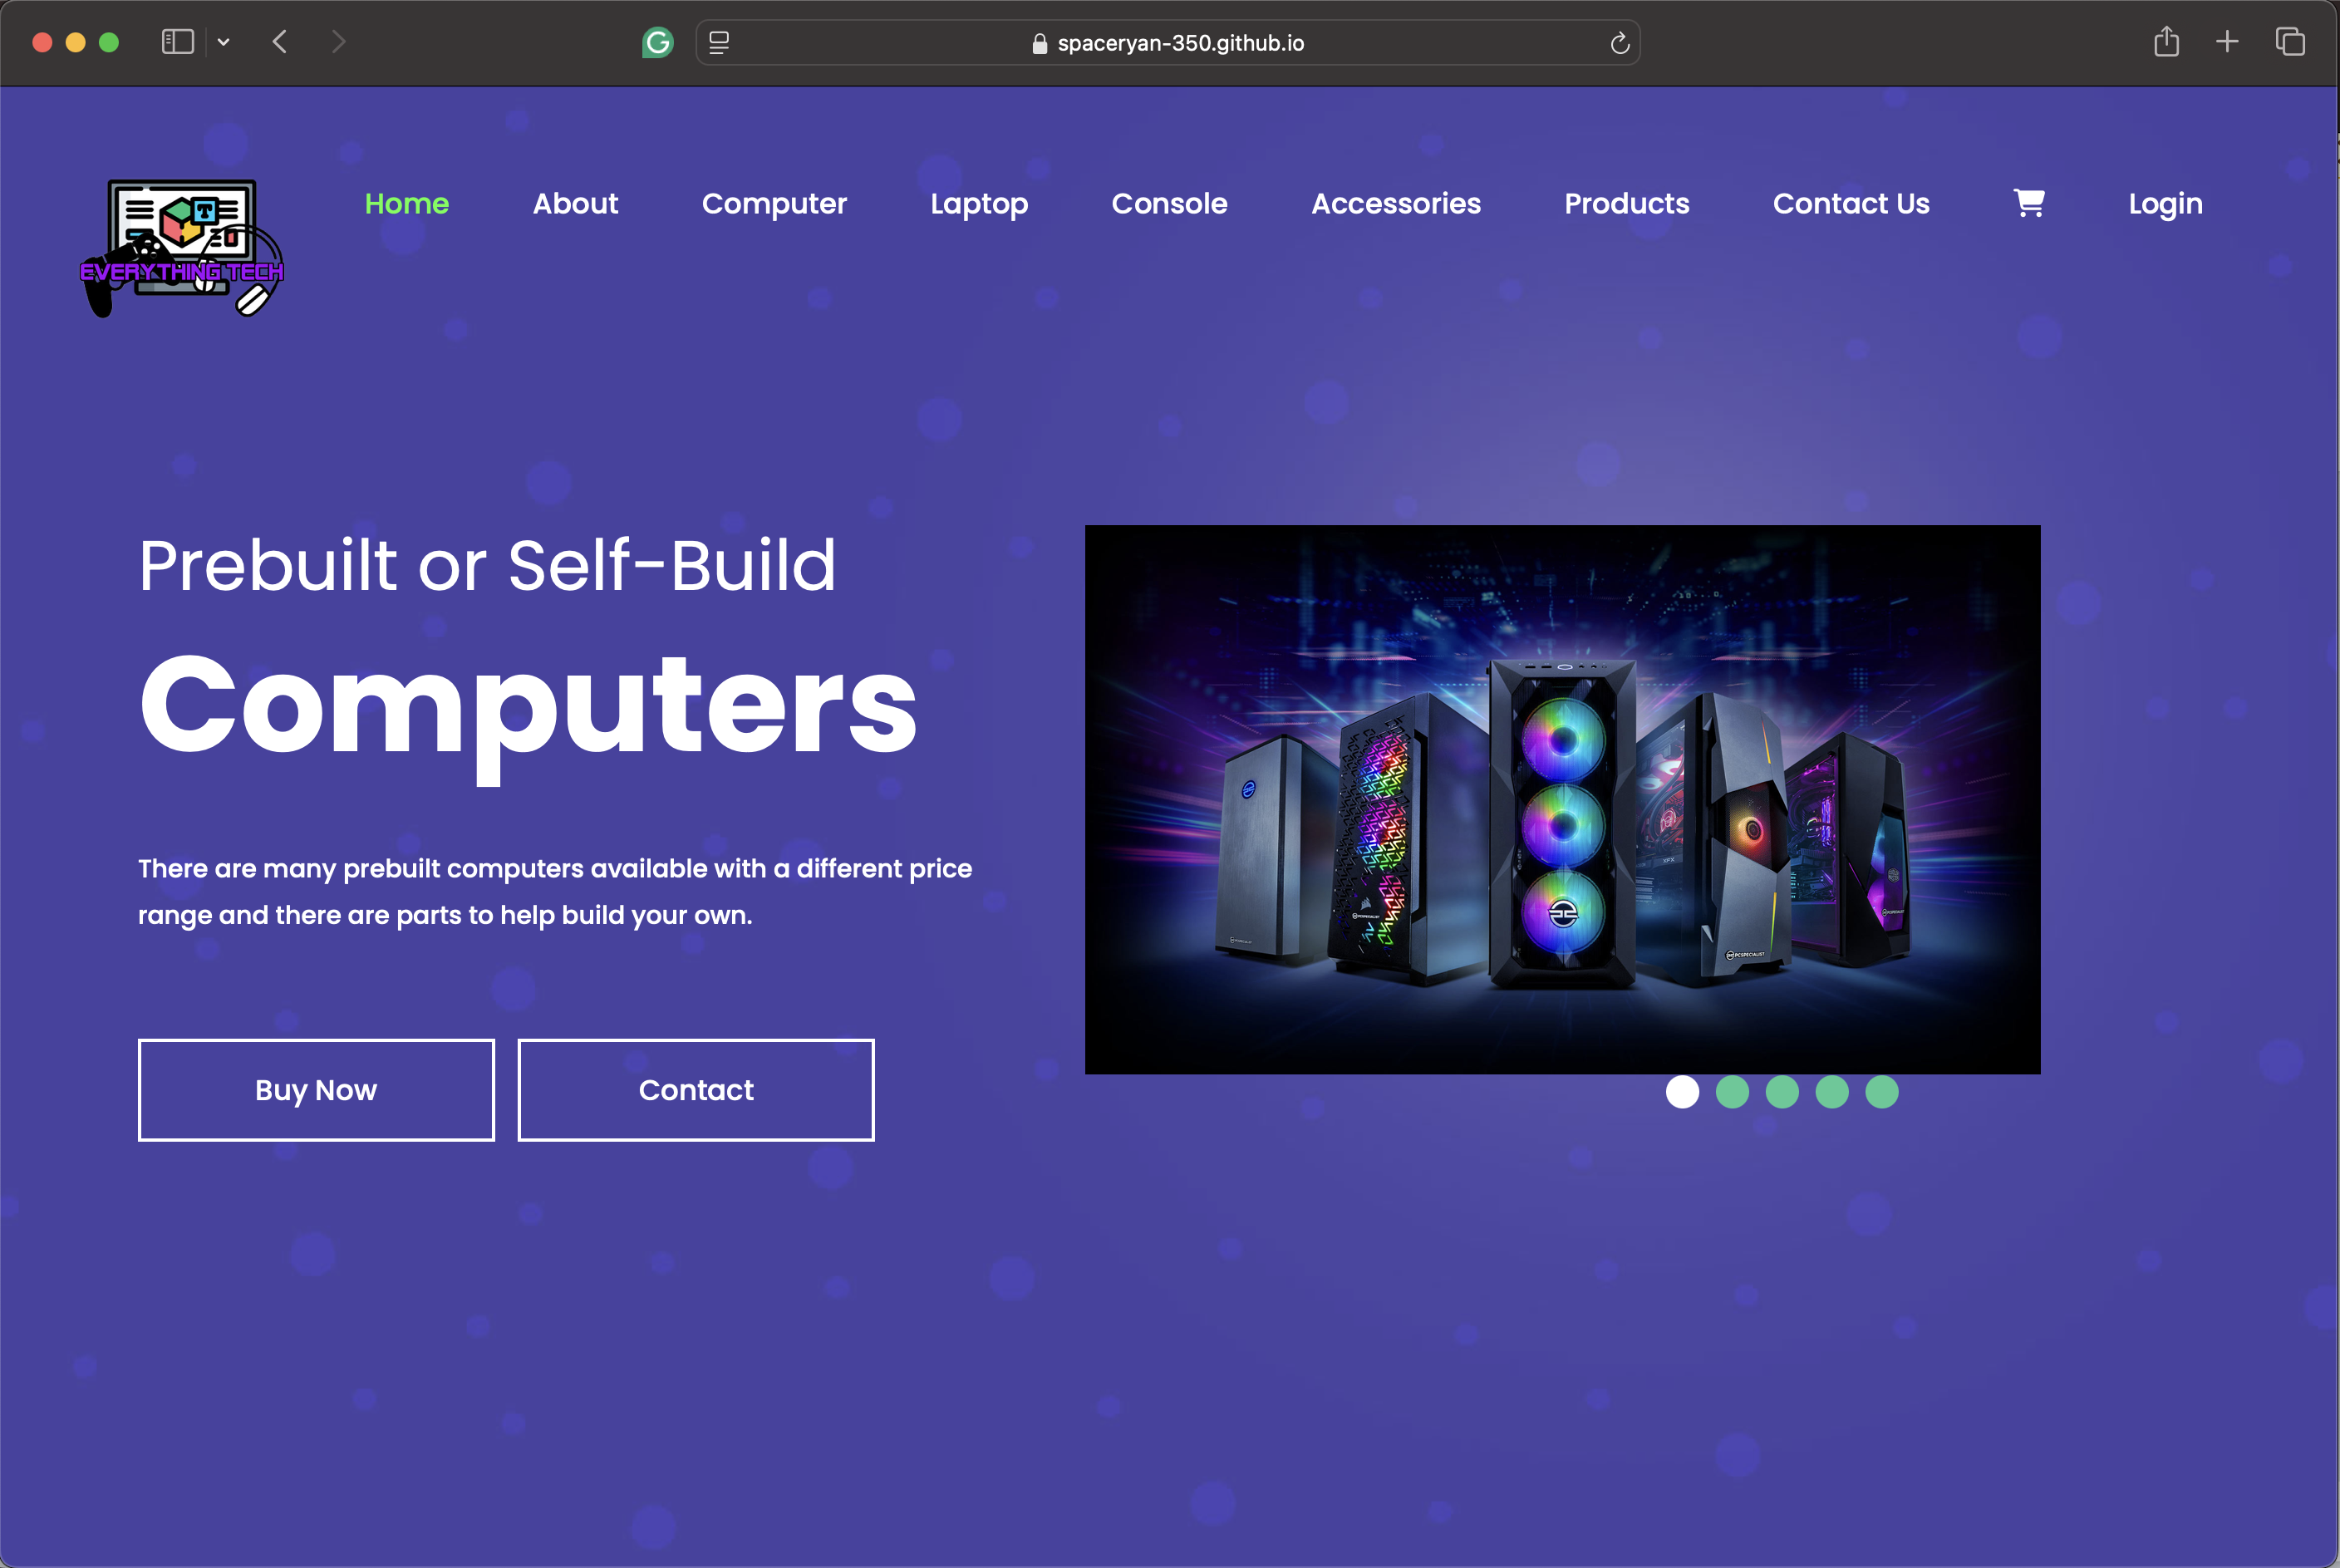 spaceryan-350.github.io
Home About Computer Laptop Console Accessories Products Contact Us Login
T
EVERYTHING TECH
Prebuilt or Self-Build
Computers
There are many prebuilt computers available with a different price
range and there are parts to help build your own.
Buy Now Contact
PCSPECIALIST